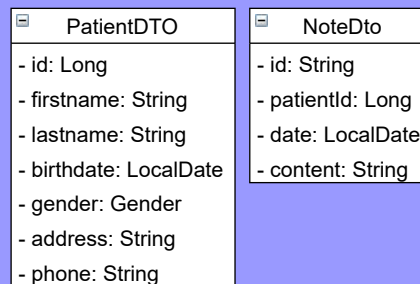 PatientDTO
- id: Long
- firstname: String
- lastname: String
- birthdate: LocalDate
- gender: Gender
- address: String
- phone: String
NoteDto
- id: String
- patientId: Long
- date: LocalDate
- content: String